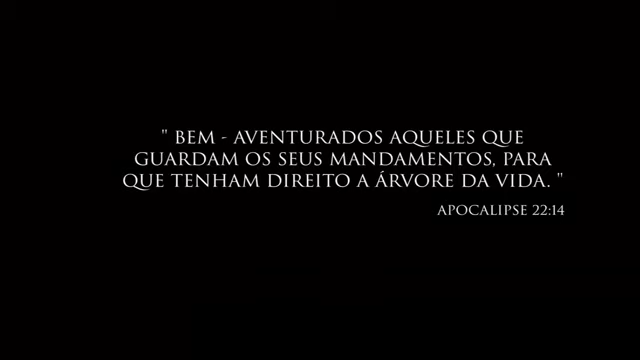 " BEM - AVENTURADOS AQUELES QUE
GUARDAM OS SEUS MANDAMENTOS, PARA
QUE TENHAM DIREITO A ÁRVORE DA VIDA. "
APOCALIPSE 22:14